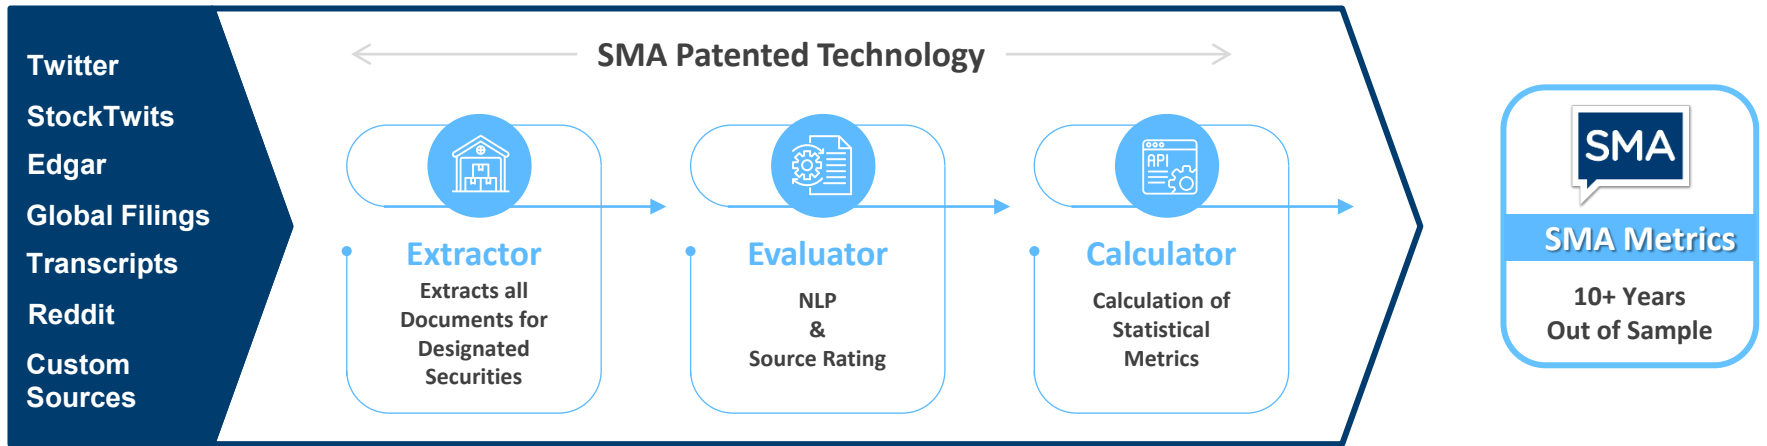 Twitter
StockTwits
Edgar
Global Filings
Transcripts
Reddit
Custom
Sources
SMA Patented Technology
Extractor
Extracts all
Documents for
Designated
Securities
Evaluator
NLP
&
Source Rating
API
Calculator
Calculation of
Statistical
Metrics
SMA
SMA Metrics
10+ Years
Out of Sample